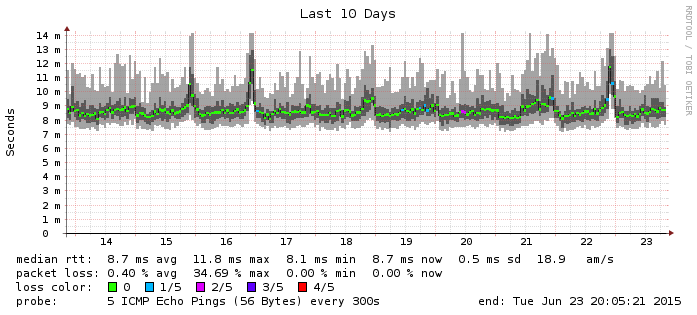 Last 10 Days
RRDTOOL / TOBI OETIKER
Seconds
14 m
13 m
12 m
11 m
10 m
9 m
8 m
7 m
6 m
5 m
4 m
3 m
2 m
1 m
0
14 15 16 17 18 19 20 21 22 23
median rtt: 8.7 ms avg 11.8 ms max 8.1 ms min 8.7 ms now 0.5 ms sd 18.9 am/s
packet loss: 0.40 % avg 34.69 % max 0.00 % min 0.00 % now
loss color: 0 1/5 2/5 3/5 4/5
probe: 5 ICMP Echo Pings (56 Bytes) every 300s end: Tue Jun 23 20:05:21 2015